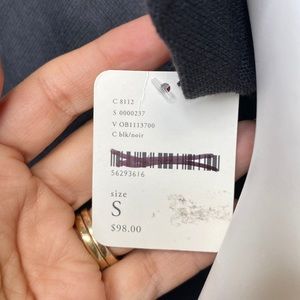 C 8112
S 0000237
V OB1113700
C blk/noir
56293616
size
S
$98.00